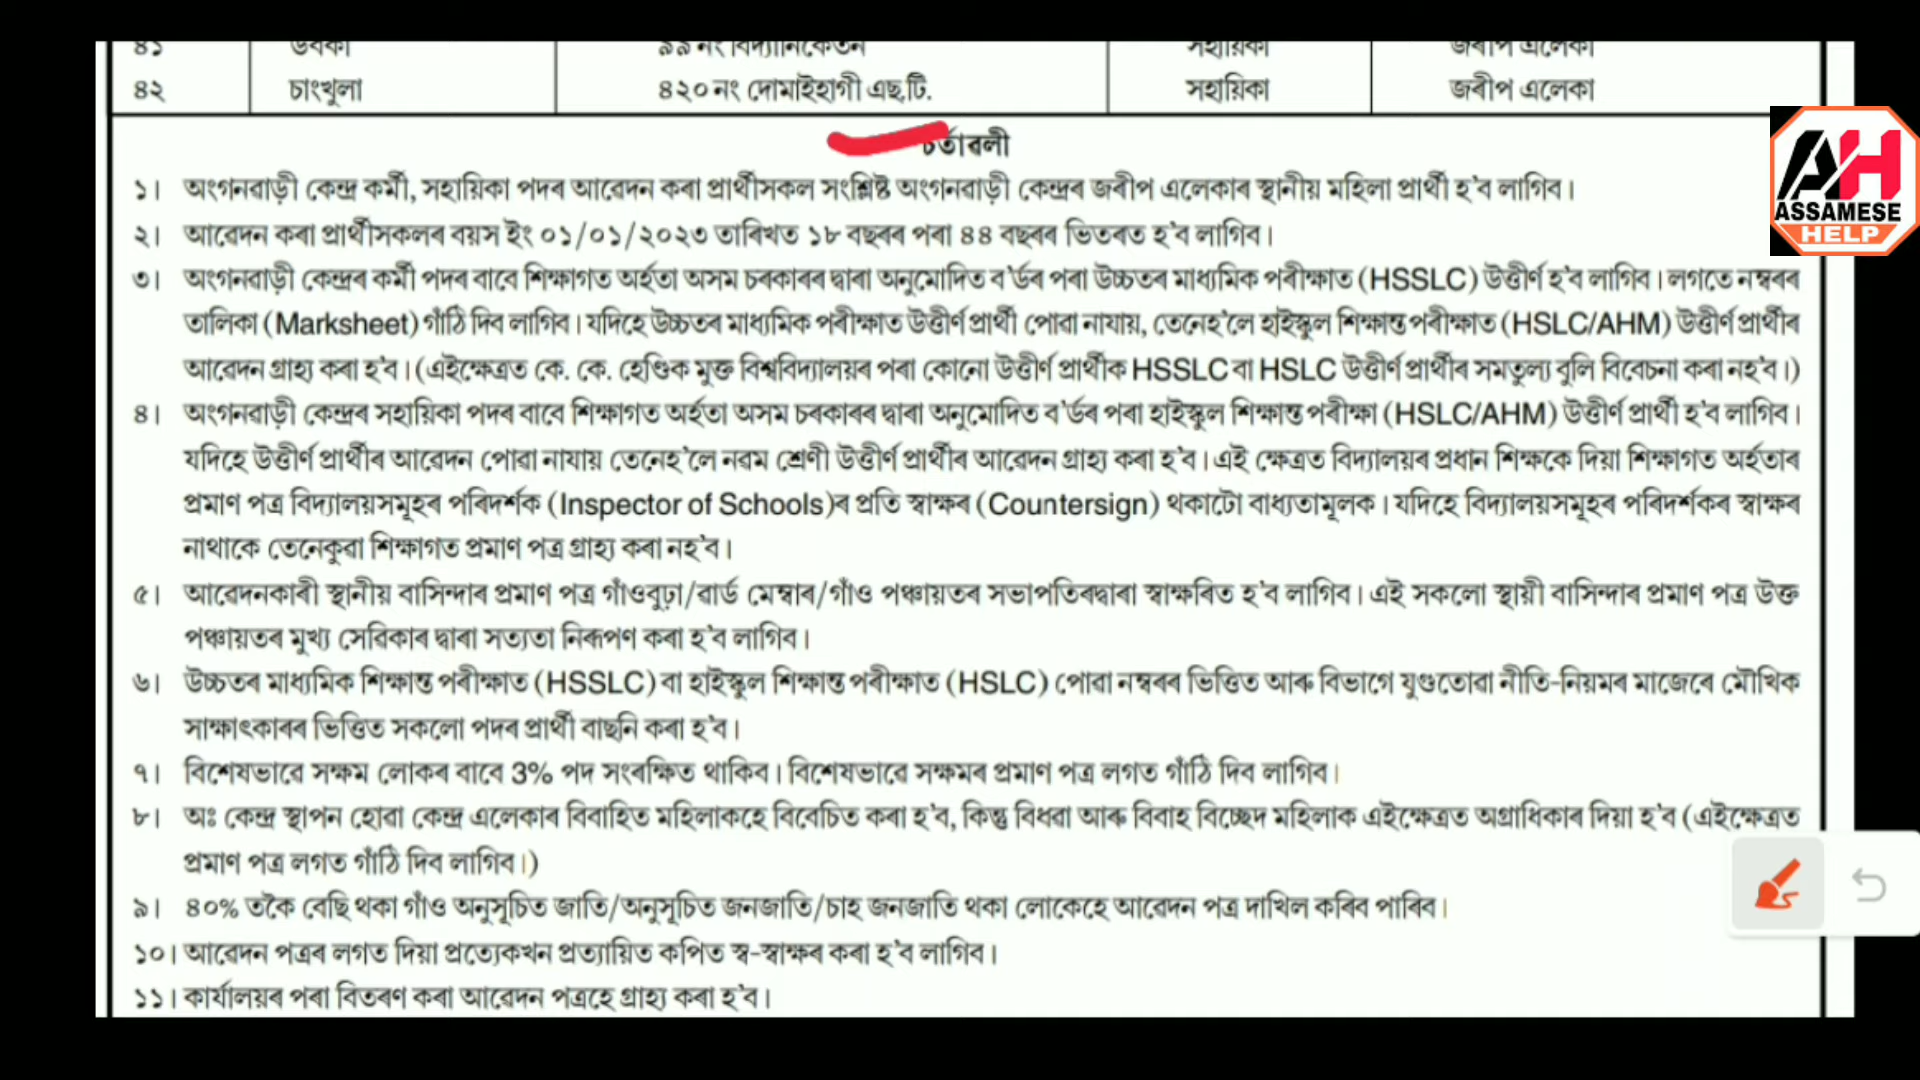 ৪১ ডবকা ৯৯ নং বিদ্যানিকেতন সহায়িকা জৰীপ এলেকা
৪২ চাংখুলা ৪২০ নং দোমাইহাগী এছ.টি. সহায়িকা জৰীপ এলেকা
চৰ্তাৱলী
১। অংগনৱাড়ী কেন্দ্ৰ কৰ্মী, সহায়িকা পদৰ আৱেদন কৰা প্ৰাৰ্থীসকল সংশ্লিষ্ট অংগনৱাড়ী কেন্দ্ৰৰ জৰীপ এলেকাৰ স্থানীয় মহিলা প্ৰাৰ্থী হ'ব লাগিব।
২। আৱেদন কৰা প্ৰাৰ্থীসকলৰ বয়স ইং ০১/০১/২০২৩ তাৰিখত ১৮ বছৰৰ পৰা ৪৪ বছৰৰ ভিতৰত হ'ব লাগিব।
৩। অংগনৱাড়ী কেন্দ্ৰৰ কৰ্মী পদৰ বাবে শিক্ষাগত অৰ্হতা অসম চৰকাৰৰ দ্বাৰা অনুমোদিত ব'ৰ্ডৰ পৰা উচ্চতৰ মাধ্যমিক পৰীক্ষাত (HSSLC) উত্তীৰ্ণ হ'ব লাগিব। লগতে নম্বৰৰ
তালিকা (Marksheet) গাঁঠি দিব লাগিব। যদিহে উচ্চতৰ মাধ্যমিক পৰীক্ষাত উত্তীৰ্ণ প্ৰাৰ্থী পোৱা নাযায়, তেনেহ'লে হাইস্কুল শিক্ষান্ত পৰীক্ষাত (HSLC/AHM) উত্তীৰ্ণ প্ৰাৰ্থীৰ
আৱেদন গ্ৰাহ্য কৰা হ'ব। (এইক্ষেত্ৰত কে. কে. হেণ্ডিক মুক্ত বিশ্ববিদ্যালয়ৰ পৰা কোনো উত্তীৰ্ণ প্ৰাৰ্থীক HSSLC বা HSLC উত্তীৰ্ণ প্ৰাৰ্থীৰ সমতুল্য বুলি বিবেচনা কৰা নহ'ব।)
৪। অংগনৱাড়ী কেন্দ্ৰৰ সহায়িকা পদৰ বাবে শিক্ষাগত অৰ্হতা অসম চৰকাৰৰ দ্বাৰা অনুমোদিত ব'ৰ্ডৰ পৰা হাইস্কুল শিক্ষান্ত পৰীক্ষা (HSLC/AHM) উত্তীৰ্ণ প্ৰাৰ্থী হ'ব লাগিব।
যদিহে উত্তীৰ্ণ প্ৰাৰ্থীৰ আৱেদন পোৱা নাযায় তেনেহ'লে নৱম শ্ৰেণী উত্তীৰ্ণ প্ৰাৰ্থীৰ আৱেদন গ্ৰাহ্য কৰা হ'ব। এই ক্ষেত্ৰত বিদ্যালয়ৰ প্ৰধান শিক্ষকে দিয়া শিক্ষাগত অৰ্হতাৰ
প্ৰমাণ পত্ৰ বিদ্যালয়সমূহৰ পৰিদৰ্শক (Inspector of Schools)ৰ প্ৰতি স্বাক্ষৰ (Countersign) থকাটো বাধ্যতামূলক। যদিহে বিদ্যালয়সমূহৰ পৰিদৰ্শকৰ স্বাক্ষৰ
নাথাকে তেনেকুৱা শিক্ষাগত প্ৰমাণ পত্ৰ গ্ৰাহ্য কৰা নহ'ব।
৫। আৱেদনকাৰী স্থানীয় বাসিন্দাৰ প্ৰমাণ পত্ৰ গাঁওবুঢ়া/ৱাৰ্ড মেম্বাৰ/গাঁও পঞ্চায়তৰ সভাপতিৰদ্বাৰা স্বাক্ষৰিত হ'ব লাগিব। এই সকলো স্থায়ী বাসিন্দাৰ প্ৰমাণ পত্ৰ উক্ত
পঞ্চায়তৰ মুখ্য সেৱিকাৰ দ্বাৰা সত্যতা নিৰূপণ কৰা হ'ব লাগিব।
৬। উচ্চতৰ মাধ্যমিক শিক্ষান্ত পৰীক্ষাত (HSSLC) বা হাইস্কুল শিক্ষান্ত পৰীক্ষাত (HSLC) পোৱা নম্বৰৰ ভিত্তিত আৰু বিভাগে যুগুতোৱা নীতি-নিয়মৰ মাজেৰে মৌখিক
সাক্ষাৎকাৰৰ ভিত্তিত সকলো পদৰ প্ৰাৰ্থী বাছনি কৰা হ'ব।
৭। বিশেষভাৱে সক্ষম লোকৰ বাবে 3% পদ সংৰক্ষিত থাকিব। বিশেষভাৱে সক্ষমৰ প্ৰমাণ পত্ৰ লগত গাঁঠি দিব লাগিব।
৮। অঃ কেন্দ্ৰ স্থাপন হোৱা কেন্দ্ৰ এলেকাৰ বিবাহিত মহিলাকহে বিবেচিত কৰা হ'ব, কিন্তু বিধৱা আৰু বিবাহ বিচ্ছেদ মহিলাক এইক্ষেত্ৰত অগ্ৰাধিকাৰ দিয়া হ'ব (এইক্ষেত্ৰত
প্ৰমাণ পত্ৰ লগত গাঁঠি দিব লাগিব।)
৯। ৪০% তকৈ বেছি থকা গাঁও অনুসূচিত জাতি/অনুসূচিত জনজাতি/চাহ জনজাতি থকা লোকেহে আৱেদন পত্ৰ দাখিল কৰিব পাৰিব।
১০। আৱেদন পত্ৰৰ লগত দিয়া প্ৰত্যেকখন প্ৰত্যায়িত কপিত স্ব-স্বাক্ষৰ কৰা হ'ব লাগিব।
১১। কাৰ্যালয়ৰ পৰা বিতৰণ কৰা আৱেদন পত্ৰহে গ্ৰাহ্য কৰা হ'ব।
AH
ASSAMESE
HELP